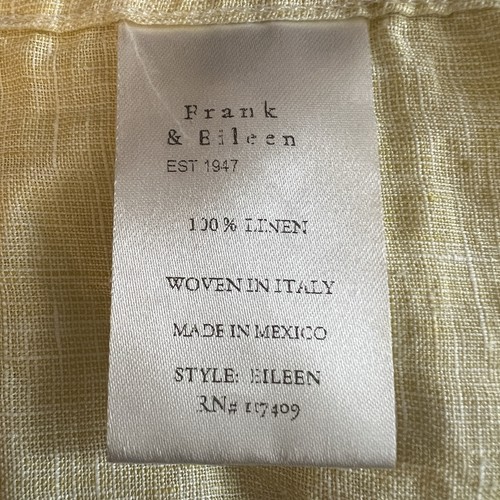 Frank
& Eileen
EST 1947
100% LINEN
WOVEN IN ITALY
MADE IN MEXICO
STYLE: EILEEN
RN# 117409